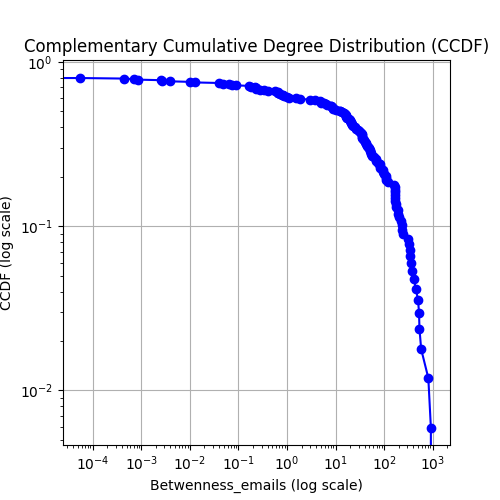 Complementary Cumulative Degree Distribution (CCDF)
CCDF (log scale)
10⁰
10⁻¹
10⁻²
10⁻⁴ 10⁻³ 10⁻² 10⁻¹ 10⁰ 10¹ 10² 10³
Betwenness_emails (log scale)